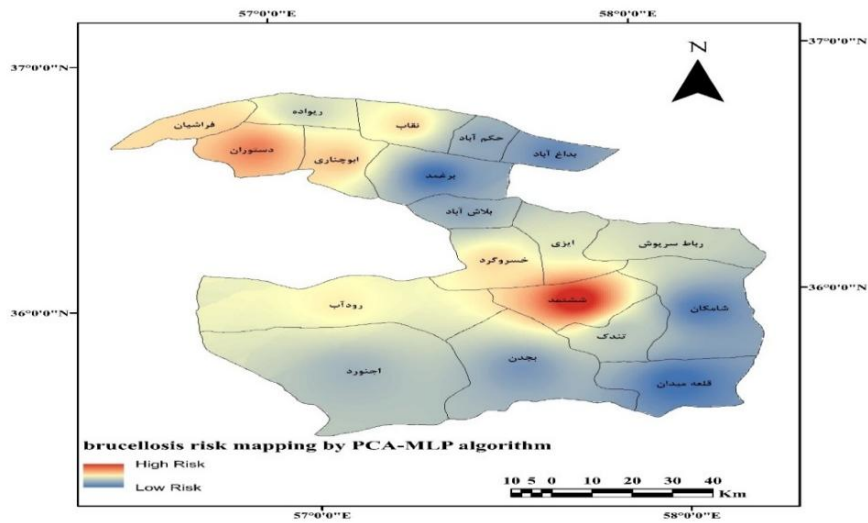 57°0'0"E 58°0'0"E
N
37°0'0"N 37°0'0"N
ریواده
نقاب
فراشیان
حکم آباد
دستوران
بداغ آباد
ابوچناری
برغمد
بلاش آباد
ایزی
رباط سرپوش
خسروگرد
36°0'0"N
ششتمد
رودآب
شامکان
36°0'0"N
تندک
بجدن
اجنورد
قلعه میدان
brucellosis risk mapping by PCA-MLP algorithm
High Risk
Low Risk
10 5 0 10 20 30 40
Km
57°0'0"E 58°0'0"E